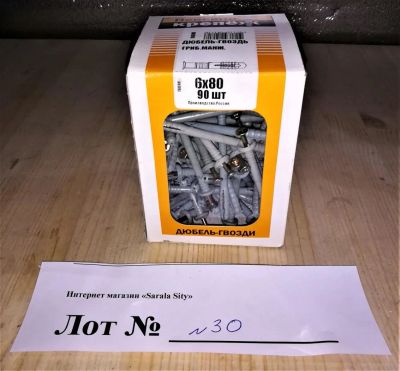 крепеж
ДЮБЕЛЬ-ГВОЗДЬ
ГРИБ.МАНЖ.
6x80
90 шт
Производство Россия
ДЮБЕЛЬ-ГВОЗДИ
Интернет магазин «Sarala Sity»
Лот № N30